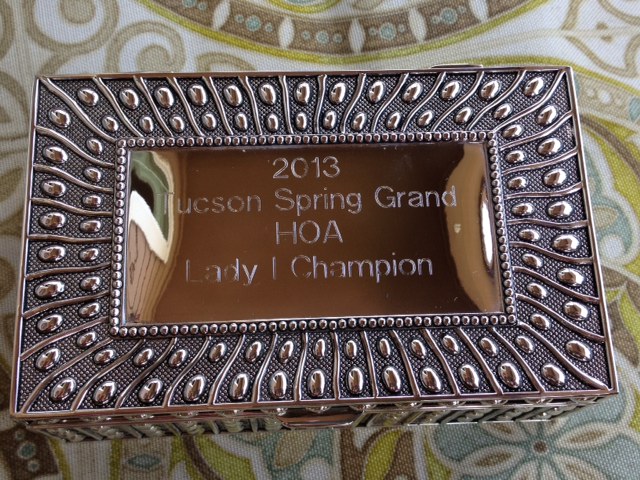 2013
Tucson Spring Grand
HOA
Lady I Champion